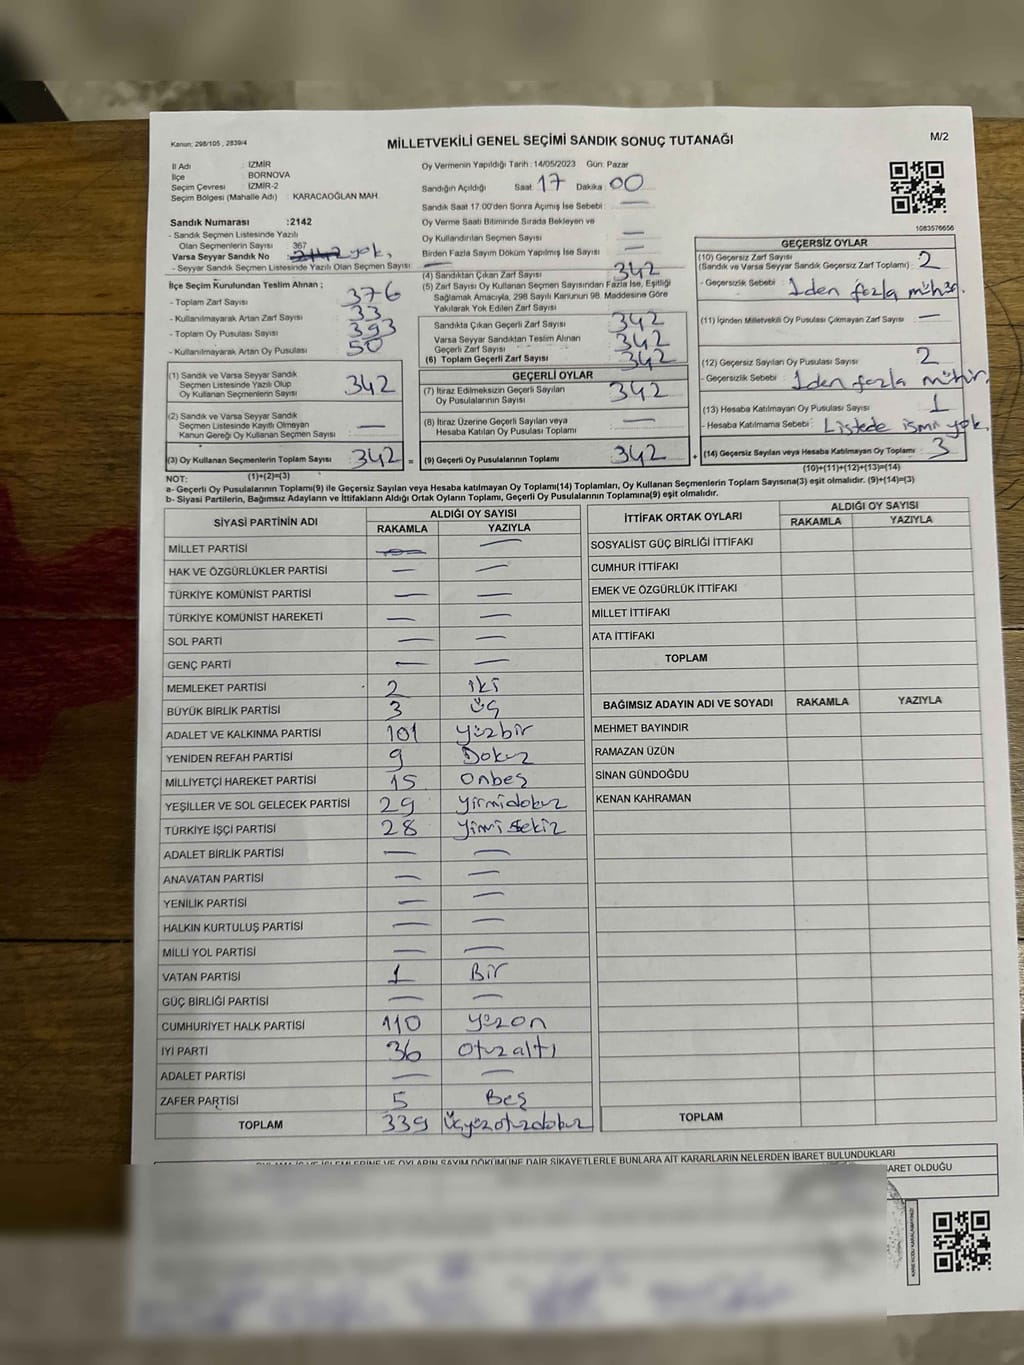 Kanun: 298/105 , 2839/4
MİLLETVEKİLİ GENEL SEÇİMİ SANDIK SONUÇ TUTANAĞI
M/2
İl Adı : İZMİR
İlçe : BORNOVA
Seçim Çevresi : İZMİR-2
Seçim Bölgesi (Mahalle Adı) : KARACAOĞLAN MAH.
Sandık Numarası :2142
- Sandık Seçmen Listesinde Yazılı
Olan Seçmenlerin Sayısı : 367
Varsa Seyyar Sandık No 2142 yok.
- Seyyar Sandık Seçmen Listesinde Yazılı Olan Seçmen Sayısı : —
İlçe Seçim Kurulundan Teslim Alınan ;
- Toplam Zarf Sayısı : 376
- Kullanılmayarak Artan Zarf Sayısı : 33
- Toplam Oy Pusulası Sayısı : 393
- Kullanılmayarak Artan Oy Pusulası : 50
(1) Sandık ve Varsa Seyyar Sandık
Seçmen Listesinde Yazılı Olup
Oy Kullanan Seçmenlerin Sayısı : 342
(2) Sandık ve Varsa Seyyar Sandık
Seçmen Listesinde Kayıtlı Olmayan
Kanun Gereği Oy Kullanan Seçmen Sayısı : —
(3) Oy Kullanan Seçmenlerin Toplam Sayısı : 342 =
(1)+(2)=(3)
Oy Vermenin Yapıldığı Tarih : 14/05/2023 Gün: Pazar
Sandığın Açıldığı Saat: 17 Dakika : 00
Sandık Saat 17.00'den Sonra Açılmış İse Sebebi : —
Oy Verme Saati Bitiminde Sırada Bekleyen ve
Oy Kullandırılan Seçmen Sayısı : —
Birden Fazla Sayım Döküm Yapılmış İse Sayısı : —
(4) Sandıktan Çıkan Zarf Sayısı : 342
(5) Zarf Sayısı Oy Kullanan Seçmen Sayısından Fazla İse, Eşitliği
Sağlamak Amacıyla, 298 Sayılı Kanunun 98. Maddesine Göre
Yakılarak Yok Edilen Zarf Sayısı :
Sandıkta Çıkan Geçerli Zarf Sayısı : 342
Varsa Seyyar Sandıktan Teslim Alınan
Geçerli Zarf Sayısı : 342
(6) Toplam Geçerli Zarf Sayısı : 342
GEÇERLİ OYLAR
(7) İtiraz Edilmeksizin Geçerli Sayılan
Oy Pusulalarının Sayısı : 342
(8) İtiraz Üzerine Geçerli Sayılan veya
Hesaba Katılan Oy Pusulası Toplamı : —
(9) Geçerli Oy Pusulalarının Toplamı : 342 +
1083576656
GEÇERSİZ OYLAR
(10) Geçersiz Zarf Sayısı
(Sandık ve Varsa Seyyar Sandık Geçersiz Zarf Toplamı) : 2
- Geçersizlik Sebebi : 1den fazla mühür.
(11) İçinden Milletvekili Oy Pusulası Çıkmayan Zarf Sayısı : —
(12) Geçersiz Sayılan Oy Pusulası Sayısı : 2
- Geçersizlik Sebebi : 1den fazla mühür.
(13) Hesaba Katılmayan Oy Pusulası Sayısı : 1
- Hesaba Katılmama Sebebi : Listede ismi yok.
(14) Geçersiz Sayılan veya Hesaba Katılmayan Oy Toplamı : 3
(10)+(11)+(12)+(13)=(14)
NOT:
a- Geçerli Oy Pusulalarının Toplamı(9) ile Geçersiz Sayılan veya Hesaba katılmayan Oy Toplamı(14) Toplamları, Oy Kullanan Seçmenlerin Toplam Sayısına(3) eşit olmalıdır. (9)+(14)=(3)
b- Siyasi Partilerin, Bağımsız Adayların ve İttifakların Aldığı Ortak Oyların Toplamı, Geçerli Oy Pusulalarının Toplamına(9) eşit olmalıdır.
SİYASİ PARTİNİN ADI ALDIĞI OY SAYISI
RAKAMLA YAZIYLA
MİLLET PARTİSİ — —
HAK VE ÖZGÜRLÜKLER PARTİSİ — —
TÜRKİYE KOMÜNİST PARTİSİ — —
TÜRKİYE KOMÜNİST HAREKETİ — —
SOL PARTİ — —
GENÇ PARTİ — —
MEMLEKET PARTİSİ 2 iki
BÜYÜK BİRLİK PARTİSİ 3 üç
ADALET VE KALKINMA PARTİSİ 101 yüzbir
YENİDEN REFAH PARTİSİ 9 Dokuz
MİLLİYETÇİ HAREKET PARTİSİ 15 onbeş
YEŞİLLER VE SOL GELECEK PARTİSİ 29 yirmidokuz
TÜRKİYE İŞÇİ PARTİSİ 28 yirmi sekiz
ADALET BİRLİK PARTİSİ — —
ANAVATAN PARTİSİ — —
YENİLİK PARTİSİ — —
HALKIN KURTULUŞ PARTİSİ — —
MİLLİ YOL PARTİSİ — —
VATAN PARTİSİ 1 Bir
GÜÇ BİRLİĞİ PARTİSİ — —
CUMHURİYET HALK PARTİSİ 110 yüzon
İYİ PARTİ 36 otuzaltı
ADALET PARTİSİ — —
ZAFER PARTİSİ 5 Beş
TOPLAM 339 üçyüzotuzdokuz
İTTİFAK ORTAK OYLARI ALDIĞI OY SAYISI
RAKAMLA YAZIYLA
SOSYALİST GÜÇ BİRLİĞİ İTTİFAKI
CUMHUR İTTİFAKI
EMEK VE ÖZGÜRLÜK İTTİFAKI
MİLLET İTTİFAKI
ATA İTTİFAKI
TOPLAM
BAĞIMSIZ ADAYIN ADI VE SOYADI RAKAMLA YAZIYLA
MEHMET BAYINDIR
RAMAZAN ÜZÜN
SİNAN GÜNDOĞDU
KENAN KAHRAMAN
TOPLAM
İŞLEMLERİNE VE OYLARIN SAYIM DÖKÜMÜNE DAİR ŞİKAYETLERLE BUNLARA AİT KARARLARIN NELERDEN İBARET BULUNDUKLARI
OLDUĞU